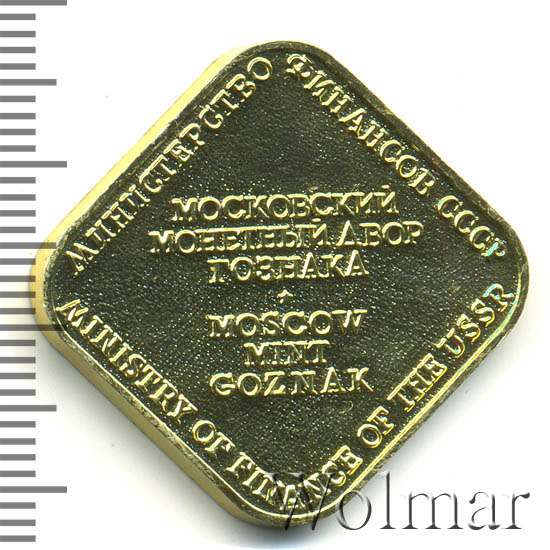 МИНИСТЕРСТВО ФИНАНСОВ СССР
МОСКОВСКИЙ
МОНЕТНЫЙ ДВОР
ГОЗНАКА
MOSCOW
MINT
GOZNAK
MINISTRY OF FINANCE OF THE USSR
Wolmar